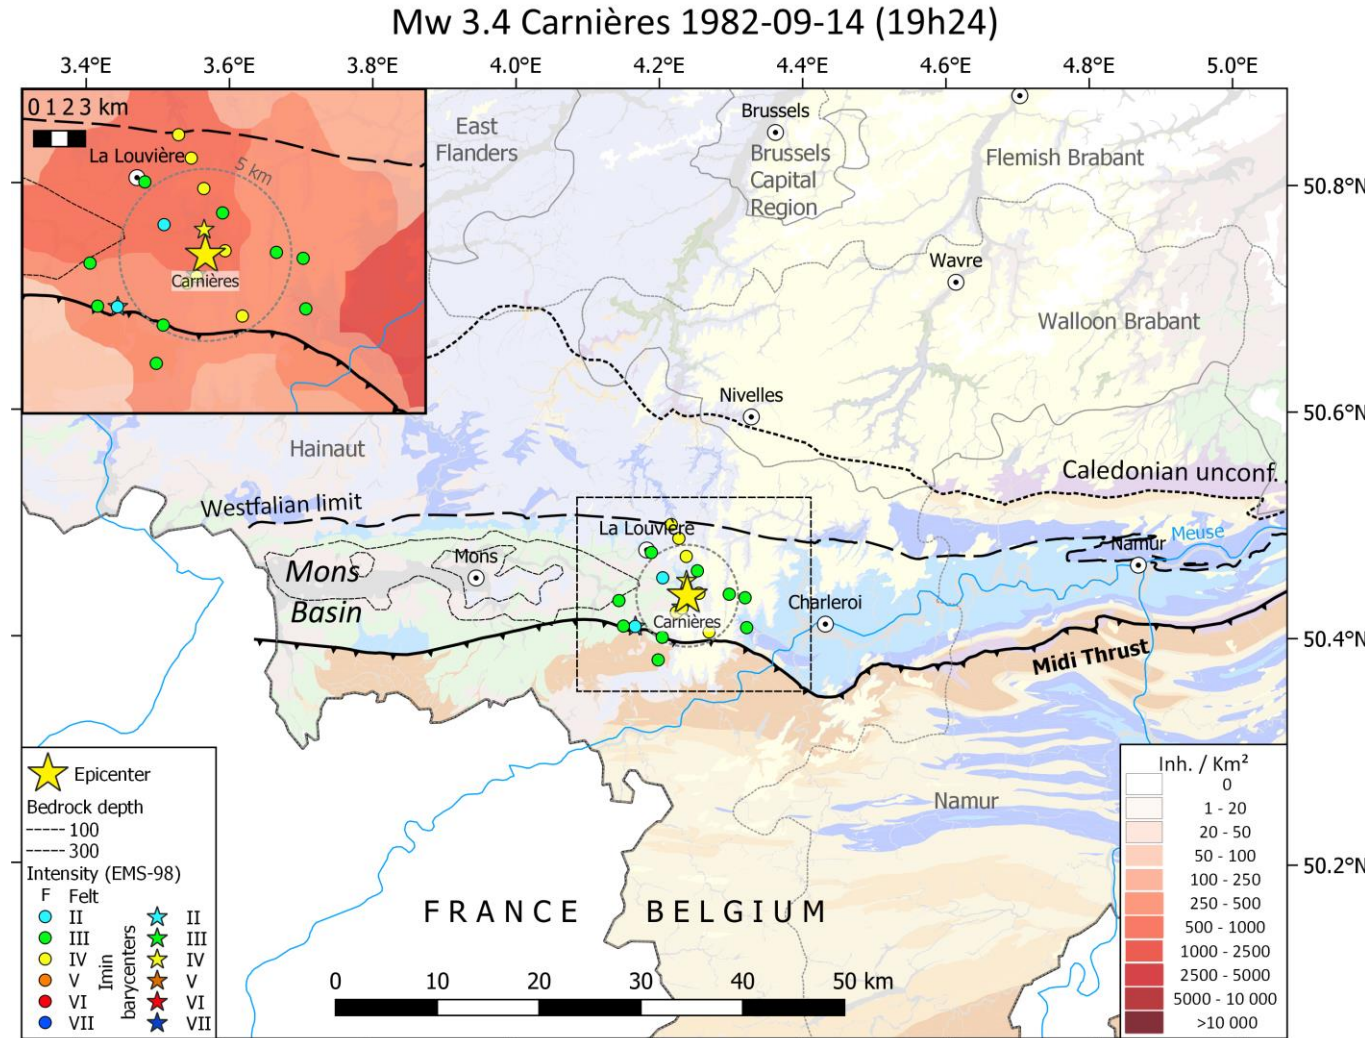 Mw 3.4 Carnières 1982-09-14 (19h24)
3.4°E 3.6°E 3.8°E 4.0°E 4.2°E 4.4°E 4.6°E 4.8°E 5.0°E
0 1 2 3 km
La Louvière
5 km
Carnières
East
Flanders
Brussels
Brussels
Capital
Region
Flemish Brabant
50.8°N
Wavre
Walloon Brabant
Nivelles
50.6°N
Hainaut
Caledonian unconf.
Westfalian limit
La Louvière
Meuse
Namur
Mons
Mons
Basin
Charleroi
Carnières
50.4°N
Midi Thrust
Namur
50.2°N
FRANCE
BELGIUM
0 10 20 30 40 50 km
Epicenter
Bedrock depth
100
300
Intensity (EMS-98)
F Felt
II II
III III
IV IV
V V
VI VI
VII VII
Imin
barycenters
Inh. / Km²
0
1 - 20
20 - 50
50 - 100
100 - 250
250 - 500
500 - 1000
1000 - 2500
2500 - 5000
5000 - 10 000
>10 000